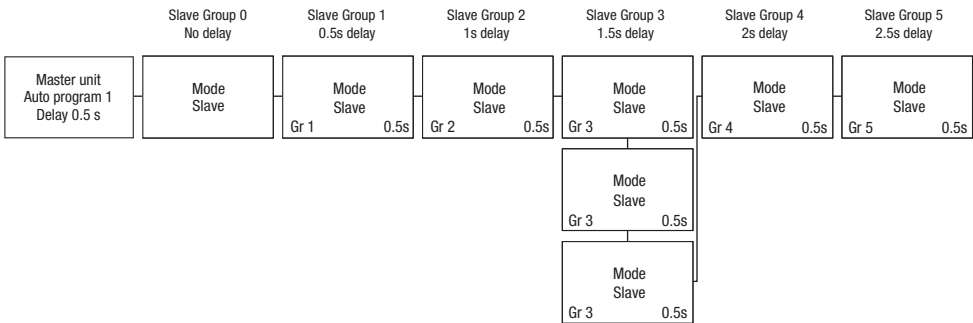 Slave Group 0
No delay
Slave Group 1
0.5s delay
Slave Group 2
1s delay
Slave Group 3
1.5s delay
Slave Group 4
2s delay
Slave Group 5
2.5s delay
Master unit
Auto program 1
Delay 0.5 s
Mode
Slave
Mode
Slave
Gr 1 0.5s
Mode
Slave
Gr 2 0.5s
Mode
Slave
Gr 3 0.5s
Mode
Slave
Gr 4 0.5s
Mode
Slave
Gr 5 0.5s
Mode
Slave
Gr 3 0.5s
Mode
Slave
Gr 3 0.5s